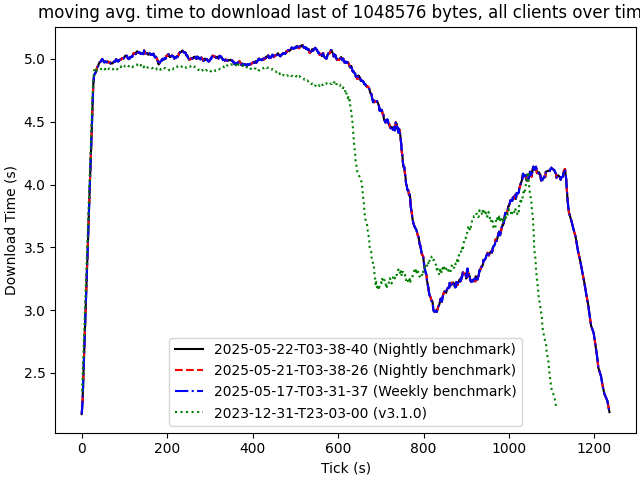 moving avg. time to download last of 1048576 bytes, all clients over tim
Download Time (s)
5.0
4.5
4.0
3.5
3.0
2.5
2025-05-22-T03-38-40 (Nightly benchmark)
2025-05-21-T03-38-26 (Nightly benchmark)
2025-05-17-T03-31-37 (Weekly benchmark)
2023-12-31-T23-03-00 (v3.1.0)
0 200 400 600 800 1000 1200
Tick (s)